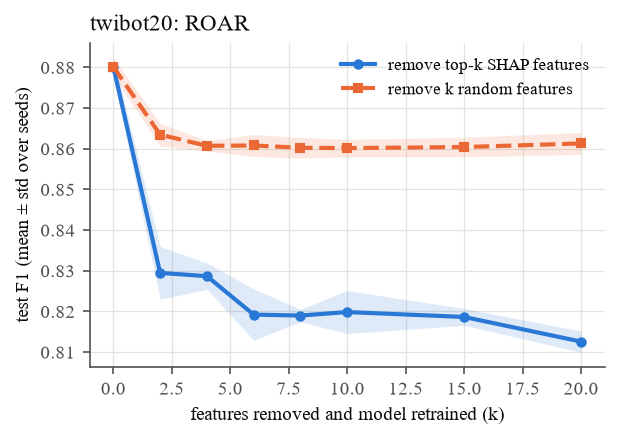 twibot20: ROAR
remove top-k SHAP features
remove k random features
test F1 (mean ± std over seeds)
0.88
0.87
0.86
0.85
0.84
0.83
0.82
0.81
0.0 2.5 5.0 7.5 10.0 12.5 15.0 17.5 20.0
features removed and model retrained (k)